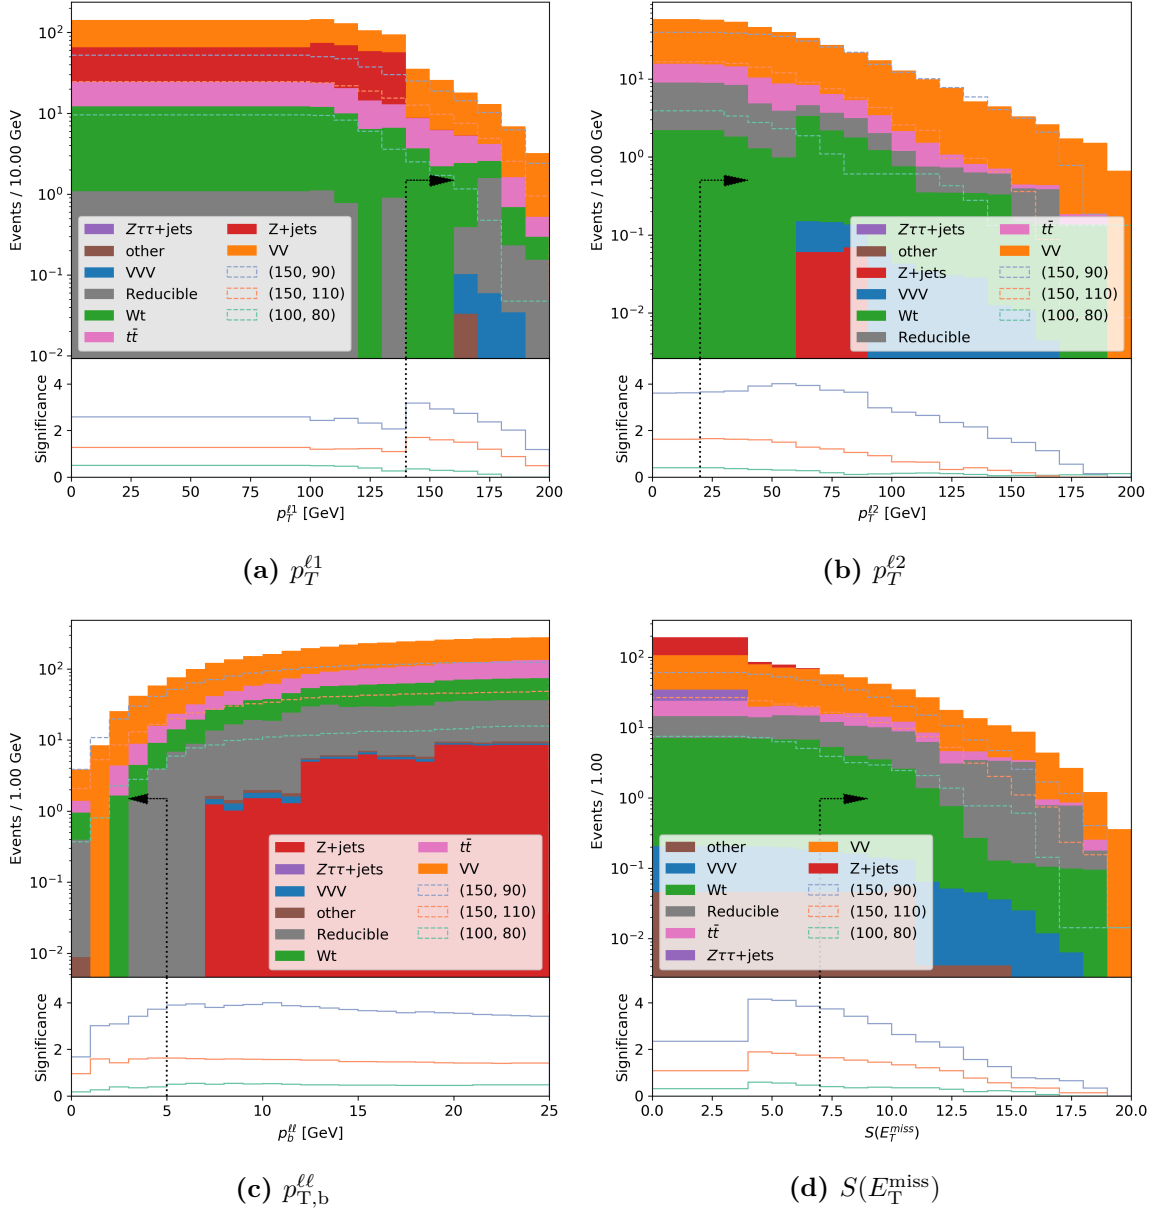 Events / 10.00 GeV
10²
10¹
10⁰
10⁻¹
10⁻²
Zττ+jets
other
VVV
Reducible
Wt
tt̄
Z+jets
VV
(150, 90)
(150, 110)
(100, 80)
Significance
4
2
0
0 25 50 75 100 125 150 175 200
p_T^{ℓ1} [GeV]
(a) p_T^{ℓ1}
Events / 10.00 GeV
10¹
10⁰
10⁻¹
10⁻²
Zττ+jets
other
Z+jets
VVV
Wt
Reducible
tt̄
VV
(150, 90)
(150, 110)
(100, 80)
Significance
4
2
0
0 25 50 75 100 125 150 175 200
p_T^{ℓ2} [GeV]
(b) p_T^{ℓ2}
Events / 1.00 GeV
10²
10¹
10⁰
10⁻¹
10⁻²
Z+jets
Zττ+jets
VVV
other
Reducible
Wt
tt̄
VV
(150, 90)
(150, 110)
(100, 80)
Significance
4
2
0
0 5 10 15 20 25
p_b^{ℓℓ} [GeV]
(c) p_{T,b}^{ℓℓ}
Events / 1.00
10²
10¹
10⁰
10⁻¹
10⁻²
other
VVV
Wt
Reducible
tt̄
Zττ+jets
VV
Z+jets
(150, 90)
(150, 110)
(100, 80)
Significance
4
2
0
0.0 2.5 5.0 7.5 10.0 12.5 15.0 17.5 20.0
S(E_T^{miss})
(d) S(E_T^{miss})